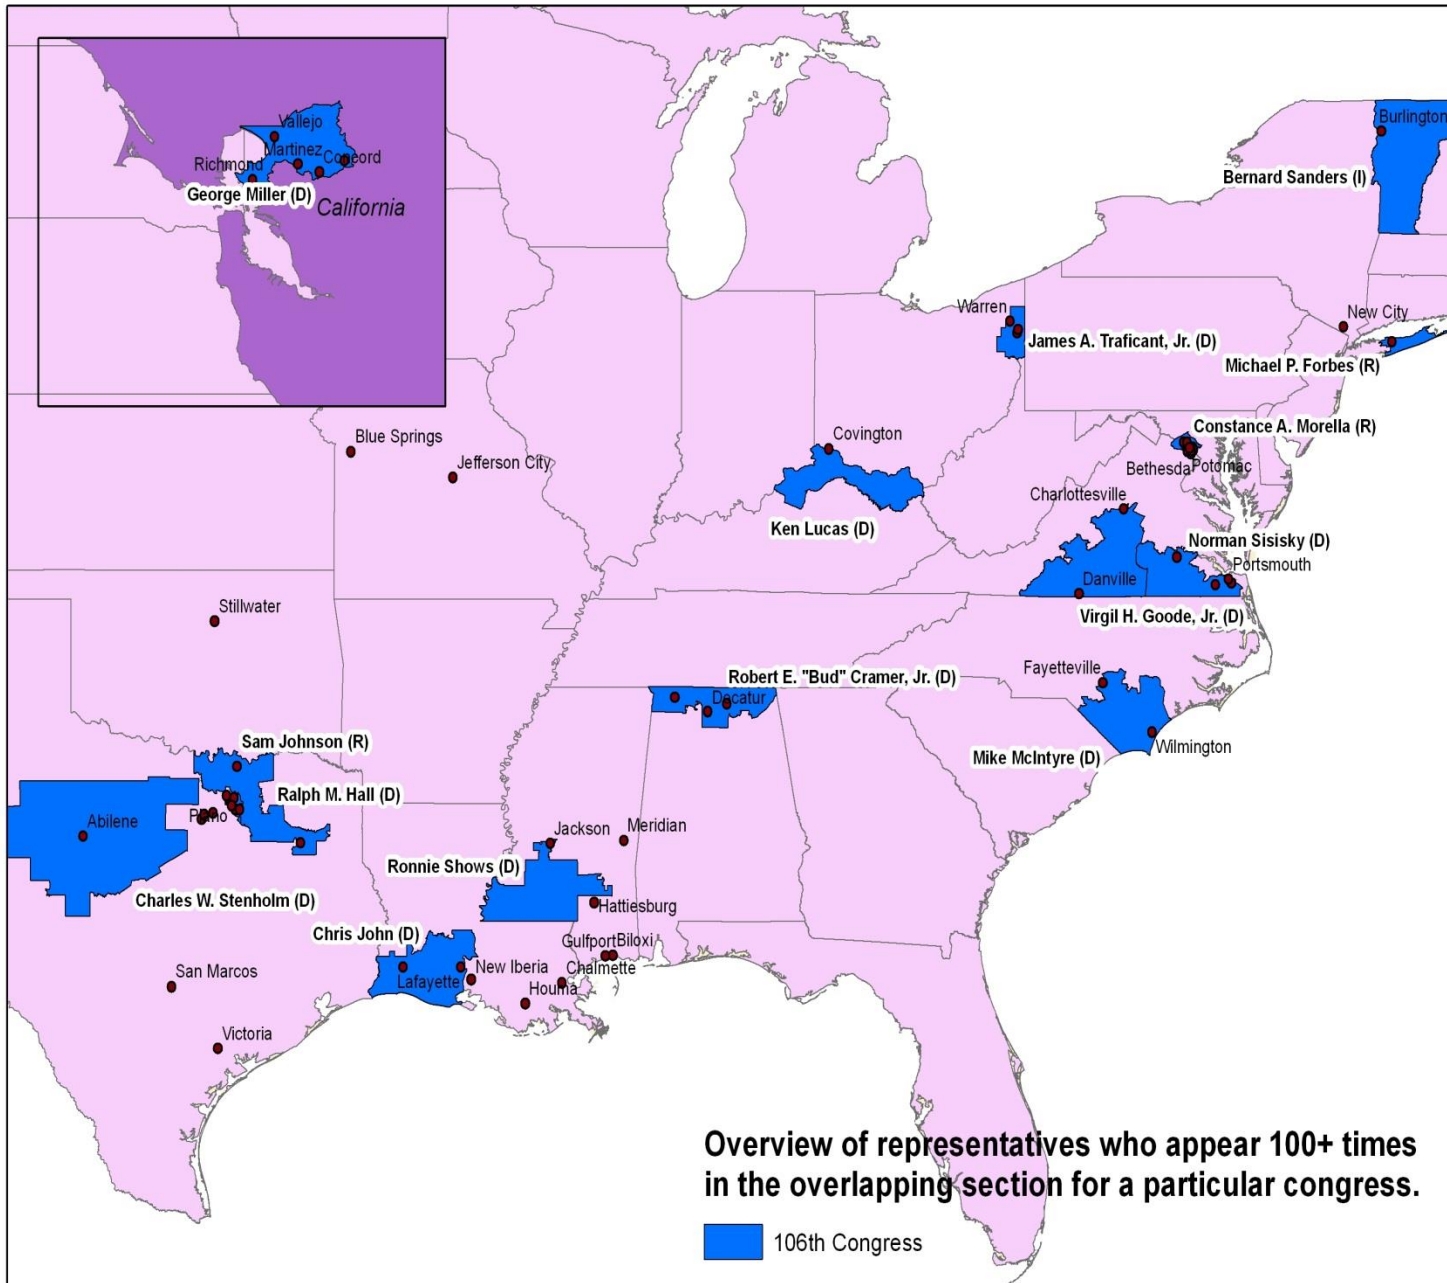 Vallejo
Martinez
Concord
Richmond
George Miller (D)
California
Burlington
Bernard Sanders (I)
Warren
New City
James A. Traficant, Jr. (D)
Michael P. Forbes (R)
Blue Springs
Covington
Constance A. Morella (R)
Jefferson City
Bethesda
Potomac
Charlottesville
Ken Lucas (D)
Norman Sisisky (D)
Portsmouth
Danville
Stillwater
Virgil H. Goode, Jr. (D)
Fayetteville
Robert E. "Bud" Cramer, Jr. (D)
Decatur
Sam Johnson (R)
Wilmington
Mike McIntyre (D)
Ralph M. Hall (D)
Abilene
Plano
Jackson
Meridian
Ronnie Shows (D)
Charles W. Stenholm (D)
Hattiesburg
Chris John (D)
Gulfport
Biloxi
San Marcos
New Iberia
Chalmette
Lafayette
Houma
Victoria
Overview of representatives who appear 100+ times
in the overlapping section for a particular congress.
106th Congress